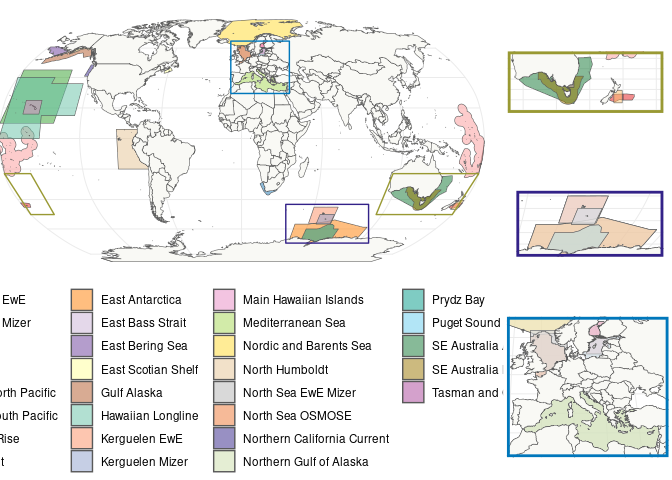 EwE
Mizer
orth Pacific
outh Pacific
Rise
t
East Antarctica
East Bass Strait
East Bering Sea
East Scotian Shelf
Gulf Alaska
Hawaiian Longline
Kerguelen EwE
Kerguelen Mizer
Main Hawaiian Islands
Mediterranean Sea
Nordic and Barents Sea
North Humboldt
North Sea EwE Mizer
North Sea OSMOSE
Northern California Current
Northern Gulf of Alaska
Prydz Bay
Puget Sound
SE Australia
SE Australia
Tasman and